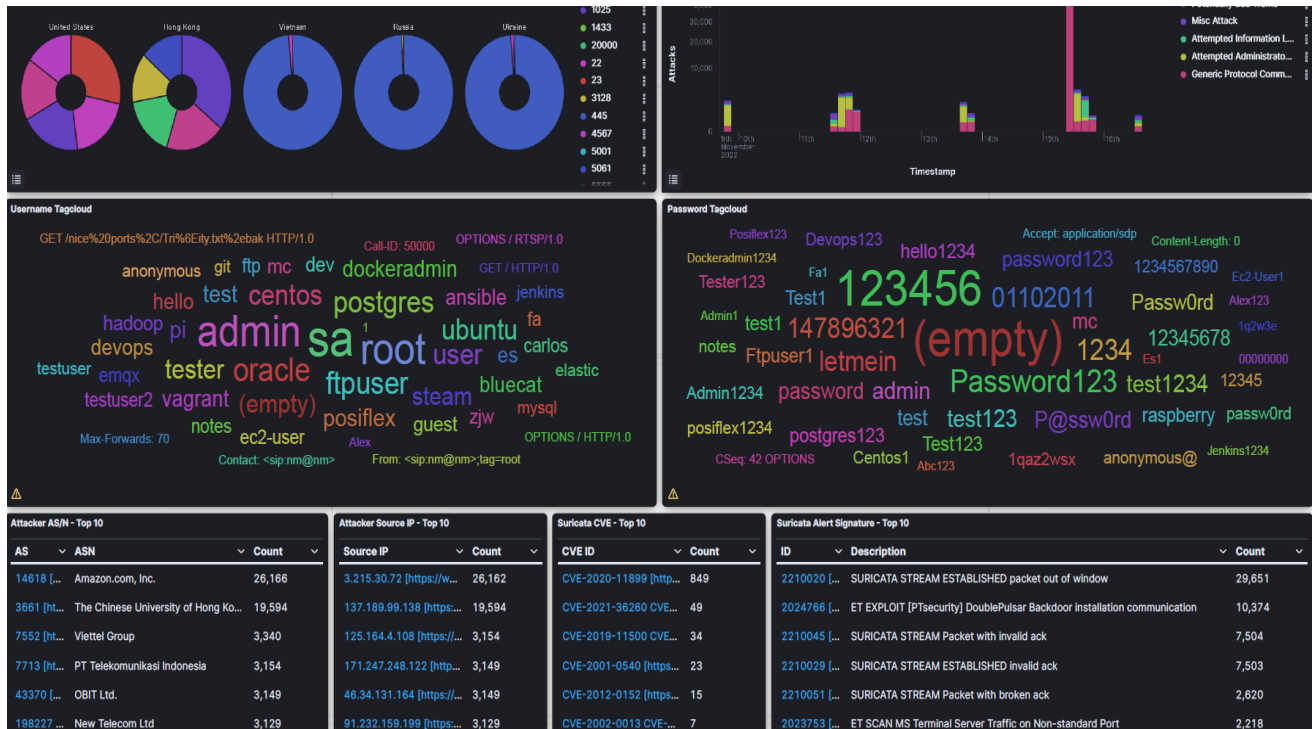 United States
Hong Kong
Vietnam
Russia
Ukraine
1025
1433
20000
22
23
3128
445
4567
5001
5061
Attacks
30,000
20,000
10,000
0
9th
10th
11th
12th
13th
14th
15th
16th
November
2022
Timestamp
Misc Attack
Attempted Information L...
Attempted Administrato...
Generic Protocol Comm...
Username Tagcloud
GET /nice%20ports%2C/Tri%6Eity.txt%2ebak HTTP/1.0
Call-ID: 50000
OPTIONS / RTSP/1.0
anonymous git ftp mc dev dockeradmin GET / HTTP/1.0
hello test centos postgres ansible jenkins
hadoop pi admin sa 1 root ubuntu fa
devops user es carlos
testuser emqx tester oracle ftpuser steam bluecat elastic
testuser2 vagrant (empty) posiflex guest zjw mysql
notes ec2-user Alex
Max-Forwards: 70
OPTIONS / HTTP/1.0
Contact: <sip:nm@nm>
From: <sip:nm@nm>;tag=root
Password Tagcloud
Posiflex123 Devops123 hello1234 Accept: application/sdp Content-Length: 0
Dockeradmin1234 Fa1 password123 1234567890
Tester123 Test1 123456 01102011 Passw0rd Ec2-User1
Admin1 test1 147896321 (empty) mc 12345678 Alex123
notes Ftpuser1 letmein 1234 Es1 1q2w3e
00000000
Admin1234 password admin Password123 test1234 12345
posiflex1234 postgres123 test test123 P@ssw0rd raspberry passw0rd
CSeq: 42 OPTIONS Centos1 Test123 Abc123 1qaz2wsx anonymous@ Jenkins1234
Attacker AS/N - Top 10
AS ASN Count
14618 [... Amazon.com, Inc. 26,166
3661 [ht... The Chinese University of Hong Ko... 19,594
7552 [ht... Viettel Group 3,340
7713 [ht... PT Telekomunikasi Indonesia 3,154
43370 [... OBIT Ltd. 3,149
198227 ... New Telecom Ltd 3,129
Attacker Source IP - Top 10
Source IP Count
3.215.30.72 [https://w... 26,162
137.189.99.138 [https:... 19,594
125.164.4.108 [https://... 3,154
171.247.248.122 [http... 3,149
46.34.131.164 [https://... 3,149
91.232.159.199 [https:... 3,129
Suricata CVE - Top 10
CVE ID Count
CVE-2020-11899 [http... 849
CVE-2021-36260 CVE... 49
CVE-2019-11500 CVE... 34
CVE-2001-0540 [https... 23
CVE-2012-0152 [https... 15
CVE-2002-0013 CVE-... 7
Suricata Alert Signature - Top 10
ID Description Count
2210020 [... SURICATA STREAM ESTABLISHED packet out of window 29,651
2024766 [... ET EXPLOIT [PTsecurity] DoublePulsar Backdoor installation communication 10,374
2210045 [... SURICATA STREAM Packet with invalid ack 7,504
2210029 [... SURICATA STREAM ESTABLISHED invalid ack 7,503
2210051 [... SURICATA STREAM Packet with broken ack 2,620
2023753 [... ET SCAN MS Terminal Server Traffic on Non-standard Port 2,218